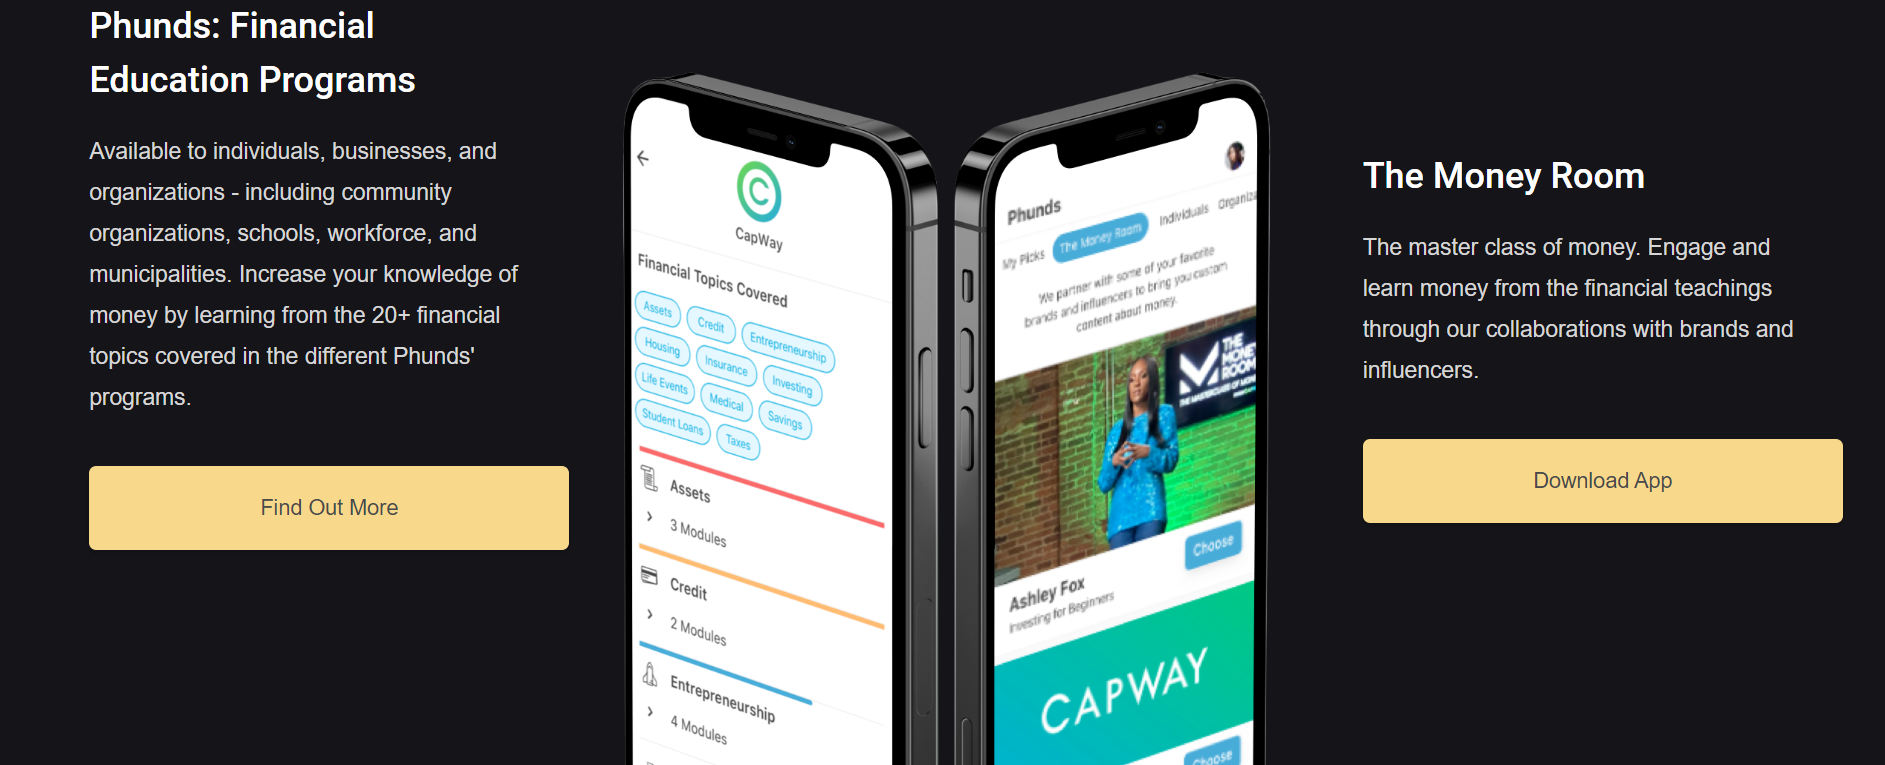 Phunds: Financial
Education Programs
Available to individuals, businesses, and
organizations - including community
organizations, schools, workforce, and
municipalities. Increase your knowledge of
money by learning from the 20+ financial
topics covered in the different Phunds'
programs.
Find Out More
CapWay
Financial Topics Covered
Assets
Credit
Entrepreneurship
Housing
Insurance
Investing
Life Events
Medical
Savings
Student Loans
Taxes
Assets
3 Modules
Credit
2 Modules
Entrepreneurship
4 Modules
Phunds
My Picks
The Money Room
Individuals
Organiza
We partner with some of your favorite
brands and influencers to bring you custom
content about money.
THE
MONEY
ROOM
THE MASTERCLASS OF MONEY
Choose
Ashley Fox
Investing for Beginners
CAPWAY
Choose
The Money Room
The master class of money. Engage and
learn money from the financial teachings
through our collaborations with brands and
influencers.
Download App